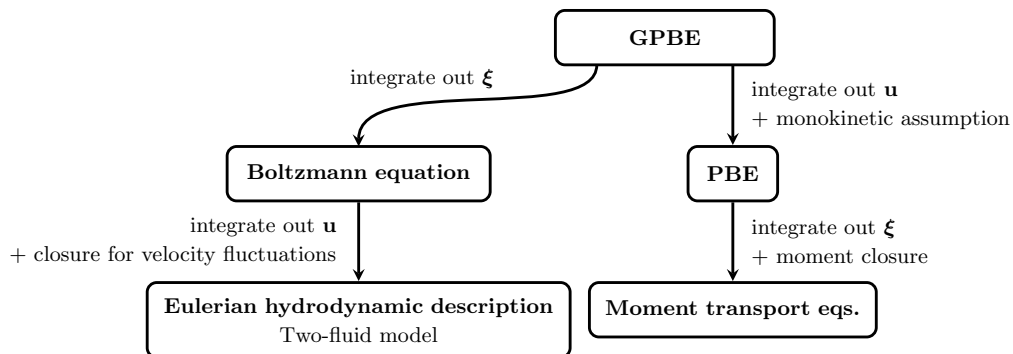 GPBE
integrate out ξ
integrate out u
+ monokinetic assumption
Boltzmann equation
PBE
integrate out u
+ closure for velocity fluctuations
integrate out ξ
+ moment closure
Eulerian hydrodynamic description
Two-fluid model
Moment transport eqs.